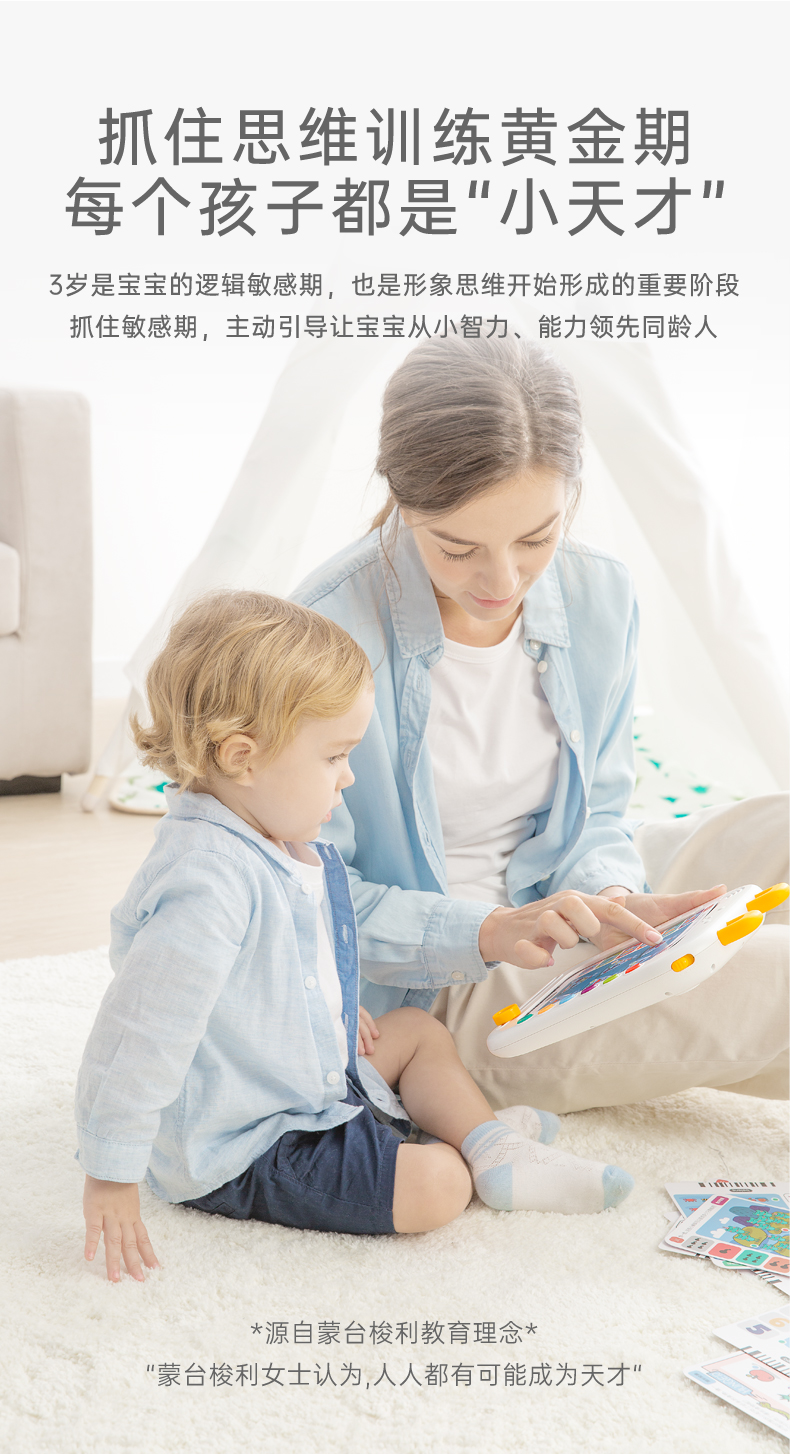 抓住思维训练黄金期
每个孩子都是“小天才”
3岁是宝宝的逻辑敏感期，也是形象思维开始形成的重要阶段
抓住敏感期，主动引导让宝宝从小智力、能力领先同龄人
*源自蒙台梭利教育理念*
“蒙台梭利女士认为,人人都有可能成为天才“